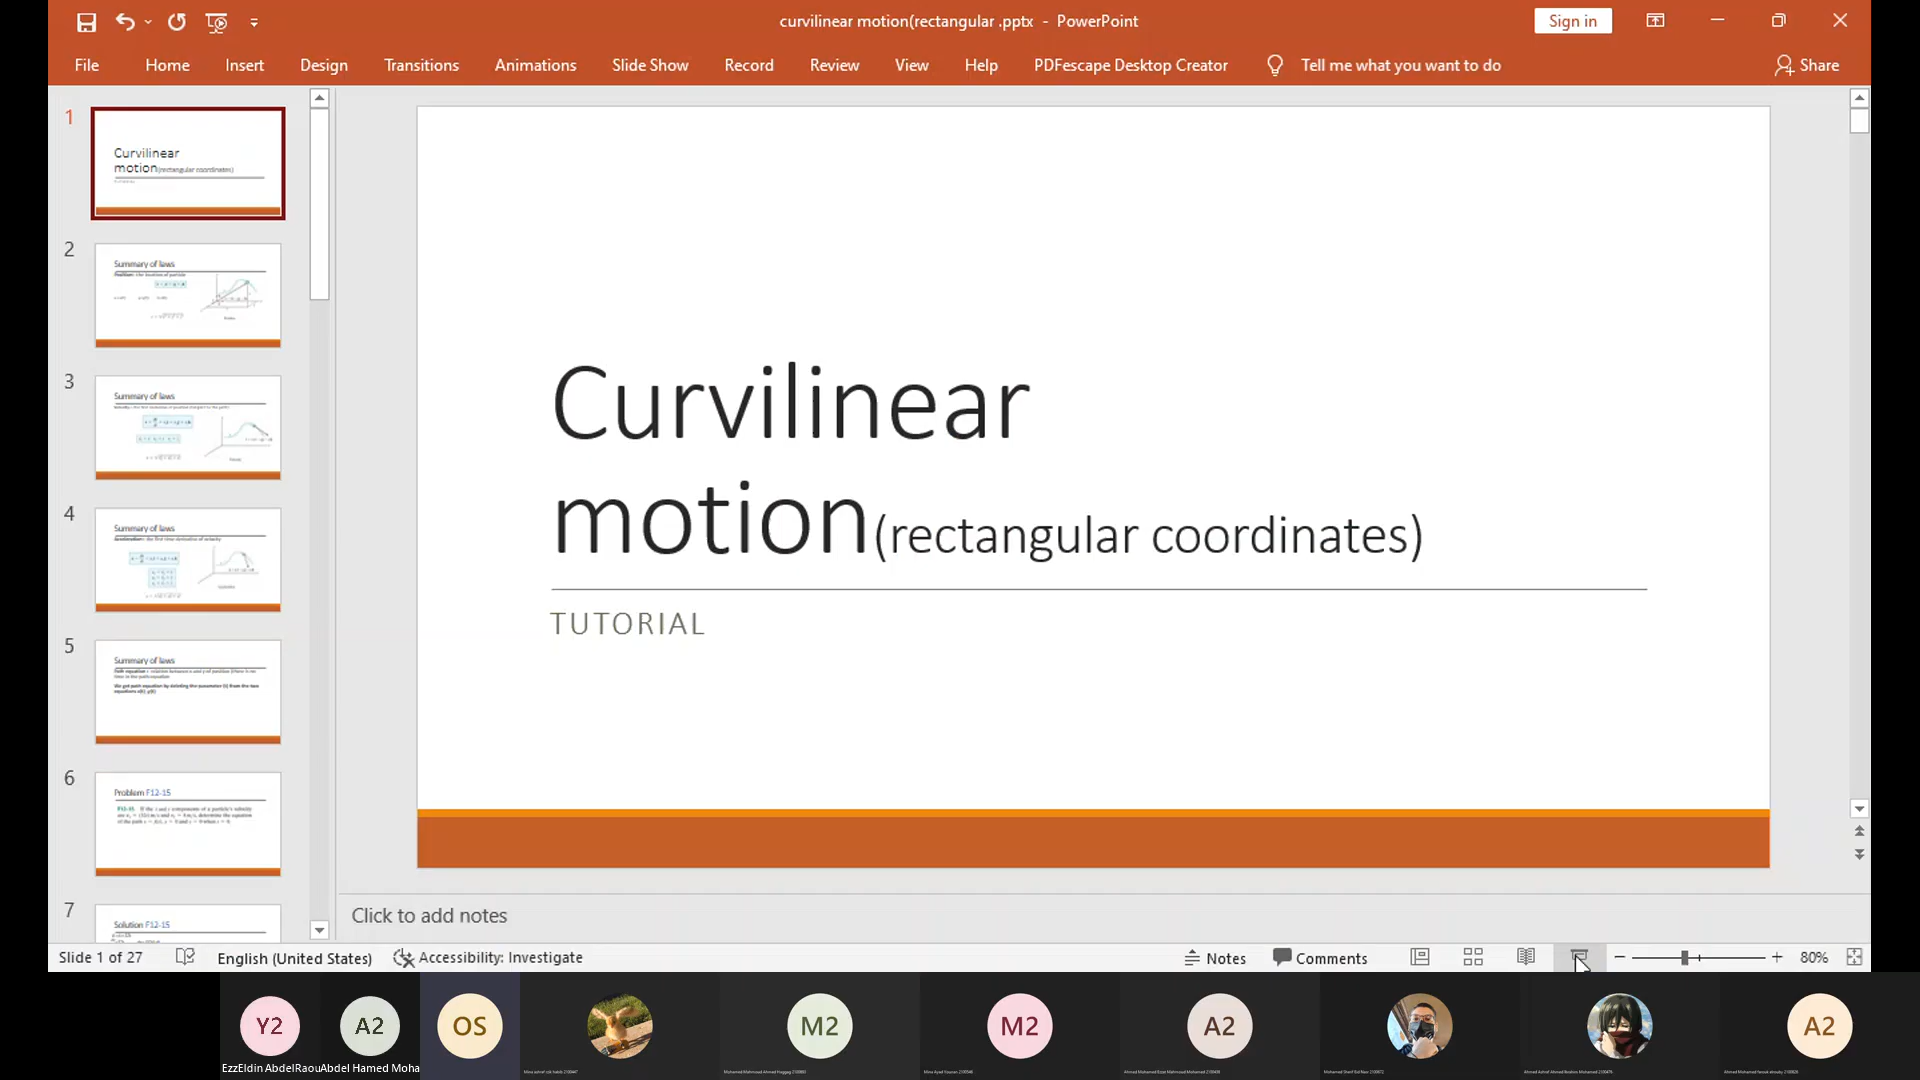 curvilinear motion(rectangular .pptx - PowerPoint
Sign in
File Home Insert Design Transitions Animations Slide Show Record Review View Help PDFescape Desktop Creator Tell me what you want to do Share
1
Curvilinear
motion(rectangular coordinates)
2
Summary of laws
3
Summary of laws
4
Summary of laws
5
Summary of laws
6
Problem F12-15
7
Solution F12-15
Curvilinear
motion(rectangular coordinates)
TUTORIAL
Click to add notes
Slide 1 of 27 English (United States) Accessibility: Investigate Notes Comments 80%
Y2 A2 OS M2 M2 A2 A2
EzzEldin AbdelRaou Abdel Hamed Moha